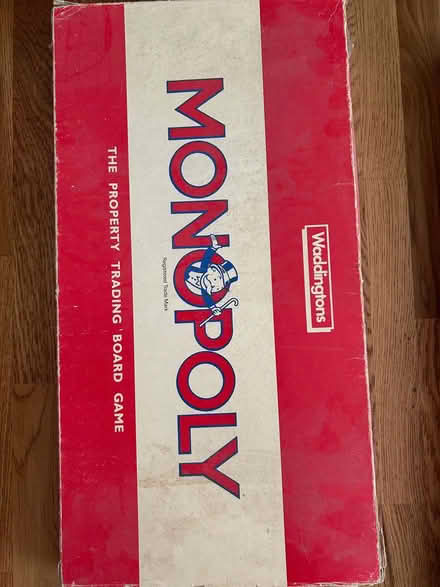 Waddingtons
MONOPOLY
Registered Trade Mark
THE PROPERTY TRADING BOARD GAME